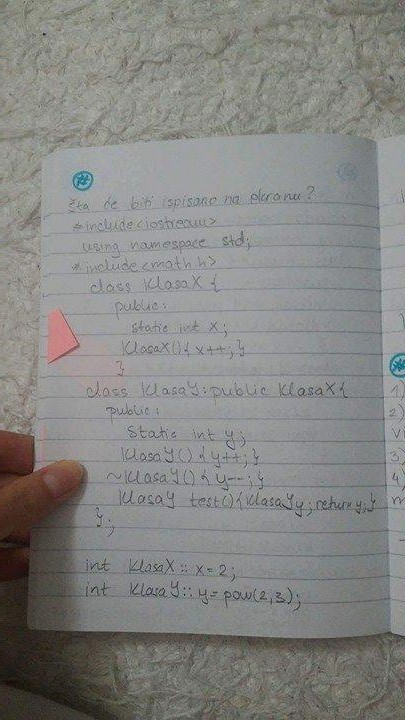 Šta će biti ispisano na ekranu?
#include<iostream>
using namespace std;
#include<math.h>
class KlasaX {
public:
static int x;
KlasaX(){x++;}
}
class KlasaY:public KlasaX{
public:
Static int y;
KlasaY(){y++;}
~KlasaY(){y--;}
KlasaY test(){KlasaY y;return y;}
};
int KlasaX::x=2;
int KlasaY::y=pow(2,3);